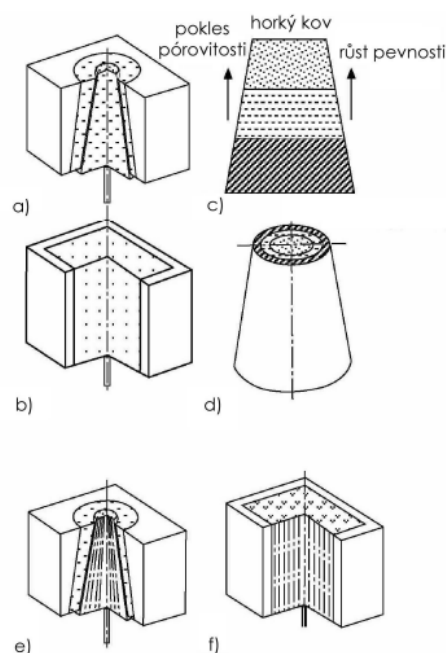 pokles
pórovitosti
horký kov
růst pevnosti
a)
c)
b)
d)
e)
f)